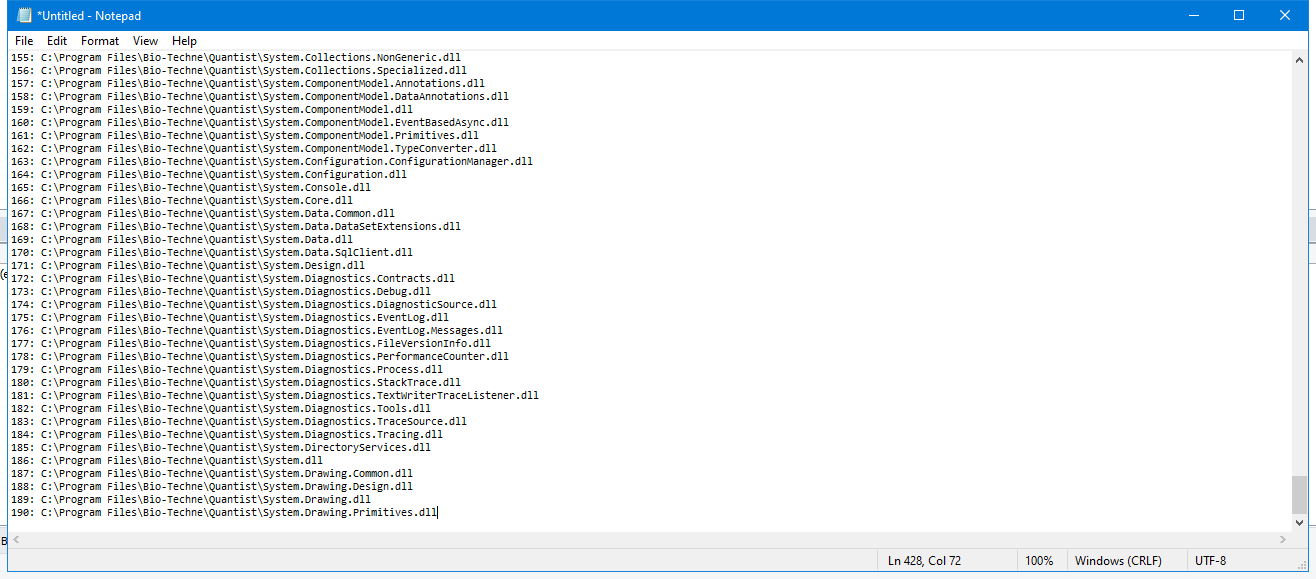 *Untitled - Notepad
File Edit Format View Help
155: C:\Program Files\Bio-Techne\Quantist\System.Collections.NonGeneric.dll
156: C:\Program Files\Bio-Techne\Quantist\System.Collections.Specialized.dll
157: C:\Program Files\Bio-Techne\Quantist\System.ComponentModel.Annotations.dll
158: C:\Program Files\Bio-Techne\Quantist\System.ComponentModel.DataAnnotations.dll
159: C:\Program Files\Bio-Techne\Quantist\System.ComponentModel.dll
160: C:\Program Files\Bio-Techne\Quantist\System.ComponentModel.EventBasedAsync.dll
161: C:\Program Files\Bio-Techne\Quantist\System.ComponentModel.Primitives.dll
162: C:\Program Files\Bio-Techne\Quantist\System.ComponentModel.TypeConverter.dll
163: C:\Program Files\Bio-Techne\Quantist\System.Configuration.ConfigurationManager.dll
164: C:\Program Files\Bio-Techne\Quantist\System.Configuration.dll
165: C:\Program Files\Bio-Techne\Quantist\System.Console.dll
166: C:\Program Files\Bio-Techne\Quantist\System.Core.dll
167: C:\Program Files\Bio-Techne\Quantist\System.Data.Common.dll
168: C:\Program Files\Bio-Techne\Quantist\System.Data.DataSetExtensions.dll
169: C:\Program Files\Bio-Techne\Quantist\System.Data.dll
170: C:\Program Files\Bio-Techne\Quantist\System.Data.SqlClient.dll
171: C:\Program Files\Bio-Techne\Quantist\System.Design.dll
172: C:\Program Files\Bio-Techne\Quantist\System.Diagnostics.Contracts.dll
173: C:\Program Files\Bio-Techne\Quantist\System.Diagnostics.Debug.dll
174: C:\Program Files\Bio-Techne\Quantist\System.Diagnostics.DiagnosticSource.dll
175: C:\Program Files\Bio-Techne\Quantist\System.Diagnostics.EventLog.dll
176: C:\Program Files\Bio-Techne\Quantist\System.Diagnostics.EventLog.Messages.dll
177: C:\Program Files\Bio-Techne\Quantist\System.Diagnostics.FileVersionInfo.dll
178: C:\Program Files\Bio-Techne\Quantist\System.Diagnostics.PerformanceCounter.dll
179: C:\Program Files\Bio-Techne\Quantist\System.Diagnostics.Process.dll
180: C:\Program Files\Bio-Techne\Quantist\System.Diagnostics.StackTrace.dll
181: C:\Program Files\Bio-Techne\Quantist\System.Diagnostics.TextWriterTraceListener.dll
182: C:\Program Files\Bio-Techne\Quantist\System.Diagnostics.Tools.dll
183: C:\Program Files\Bio-Techne\Quantist\System.Diagnostics.TraceSource.dll
184: C:\Program Files\Bio-Techne\Quantist\System.Diagnostics.Tracing.dll
185: C:\Program Files\Bio-Techne\Quantist\System.DirectoryServices.dll
186: C:\Program Files\Bio-Techne\Quantist\System.dll
187: C:\Program Files\Bio-Techne\Quantist\System.Drawing.Common.dll
188: C:\Program Files\Bio-Techne\Quantist\System.Drawing.Design.dll
189: C:\Program Files\Bio-Techne\Quantist\System.Drawing.dll
190: C:\Program Files\Bio-Techne\Quantist\System.Drawing.Primitives.dll
Ln 428, Col 72 100% Windows (CRLF) UTF-8